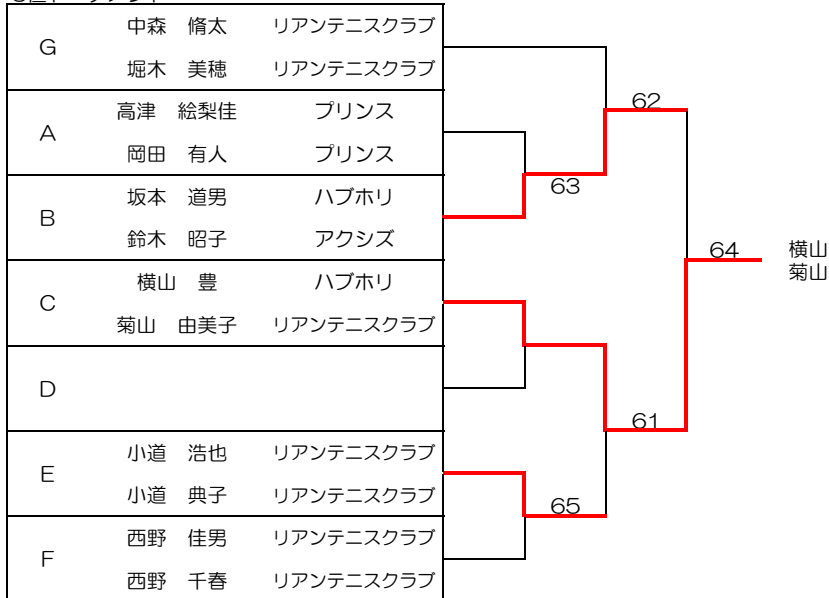 G
中森 脩太 リアンテニスクラブ
堀木 美穂 リアンテニスクラブ
A
高津 絵梨佳 プリンス
岡田 有人 プリンス
B
坂本 道男 ハブホリ
鈴木 昭子 アクシズ
C
横山 豊 ハブホリ
菊山 由美子 リアンテニスクラブ
D
E
小道 浩也 リアンテニスクラブ
小道 典子 リアンテニスクラブ
F
西野 佳男 リアンテニスクラブ
西野 千春 リアンテニスクラブ
62
63
64
横山
菊山
61
65